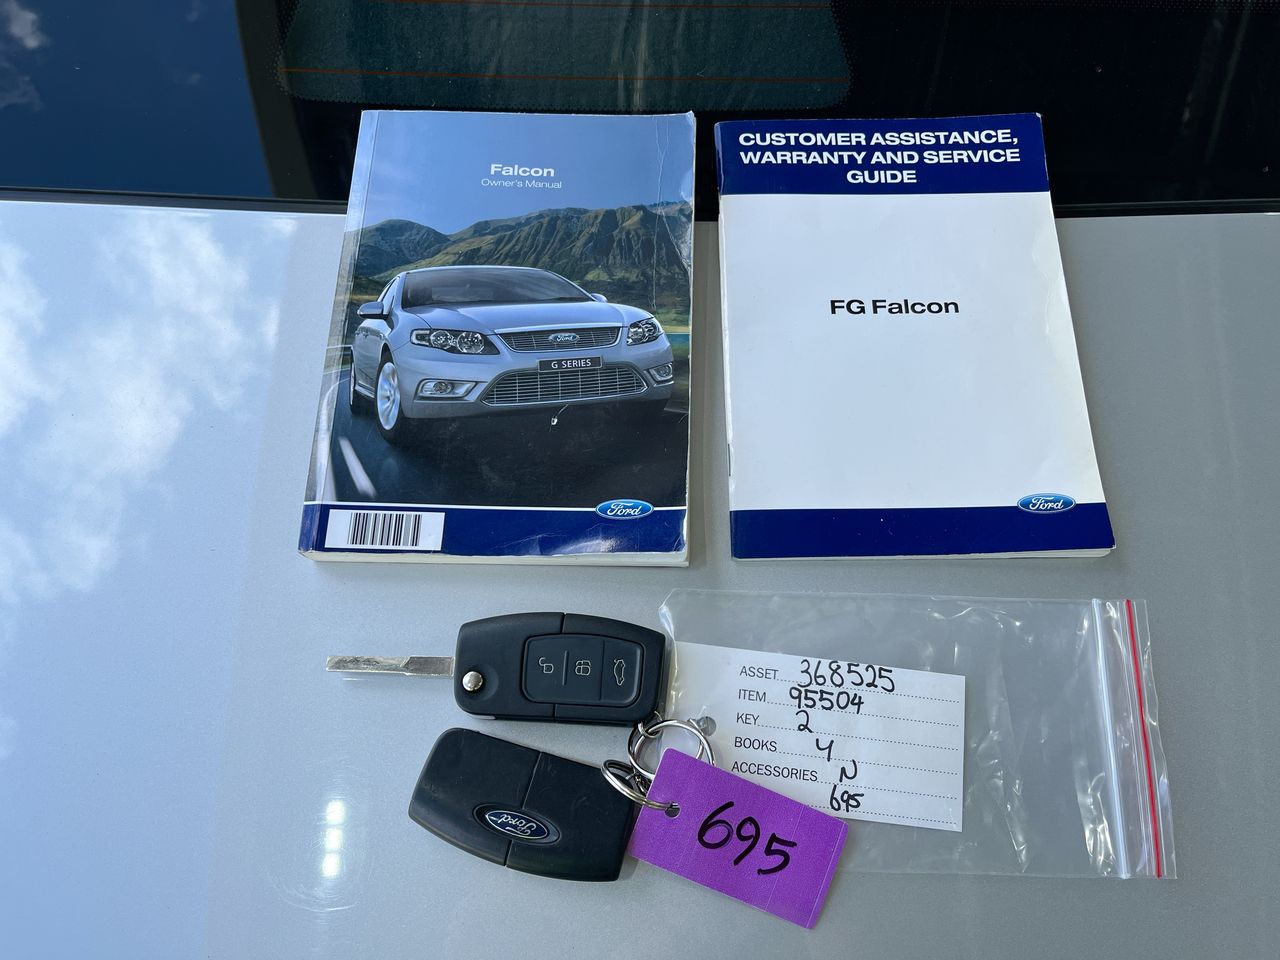 Falcon
Owner's Manual
Ford
G SERIES
Ford
CUSTOMER ASSISTANCE,
WARRANTY AND SERVICE
GUIDE
FG Falcon
Ford
ASSET 368525
ITEM 95504
KEY 2
BOOKS Y
ACCESSORIES N
695
Ford
695